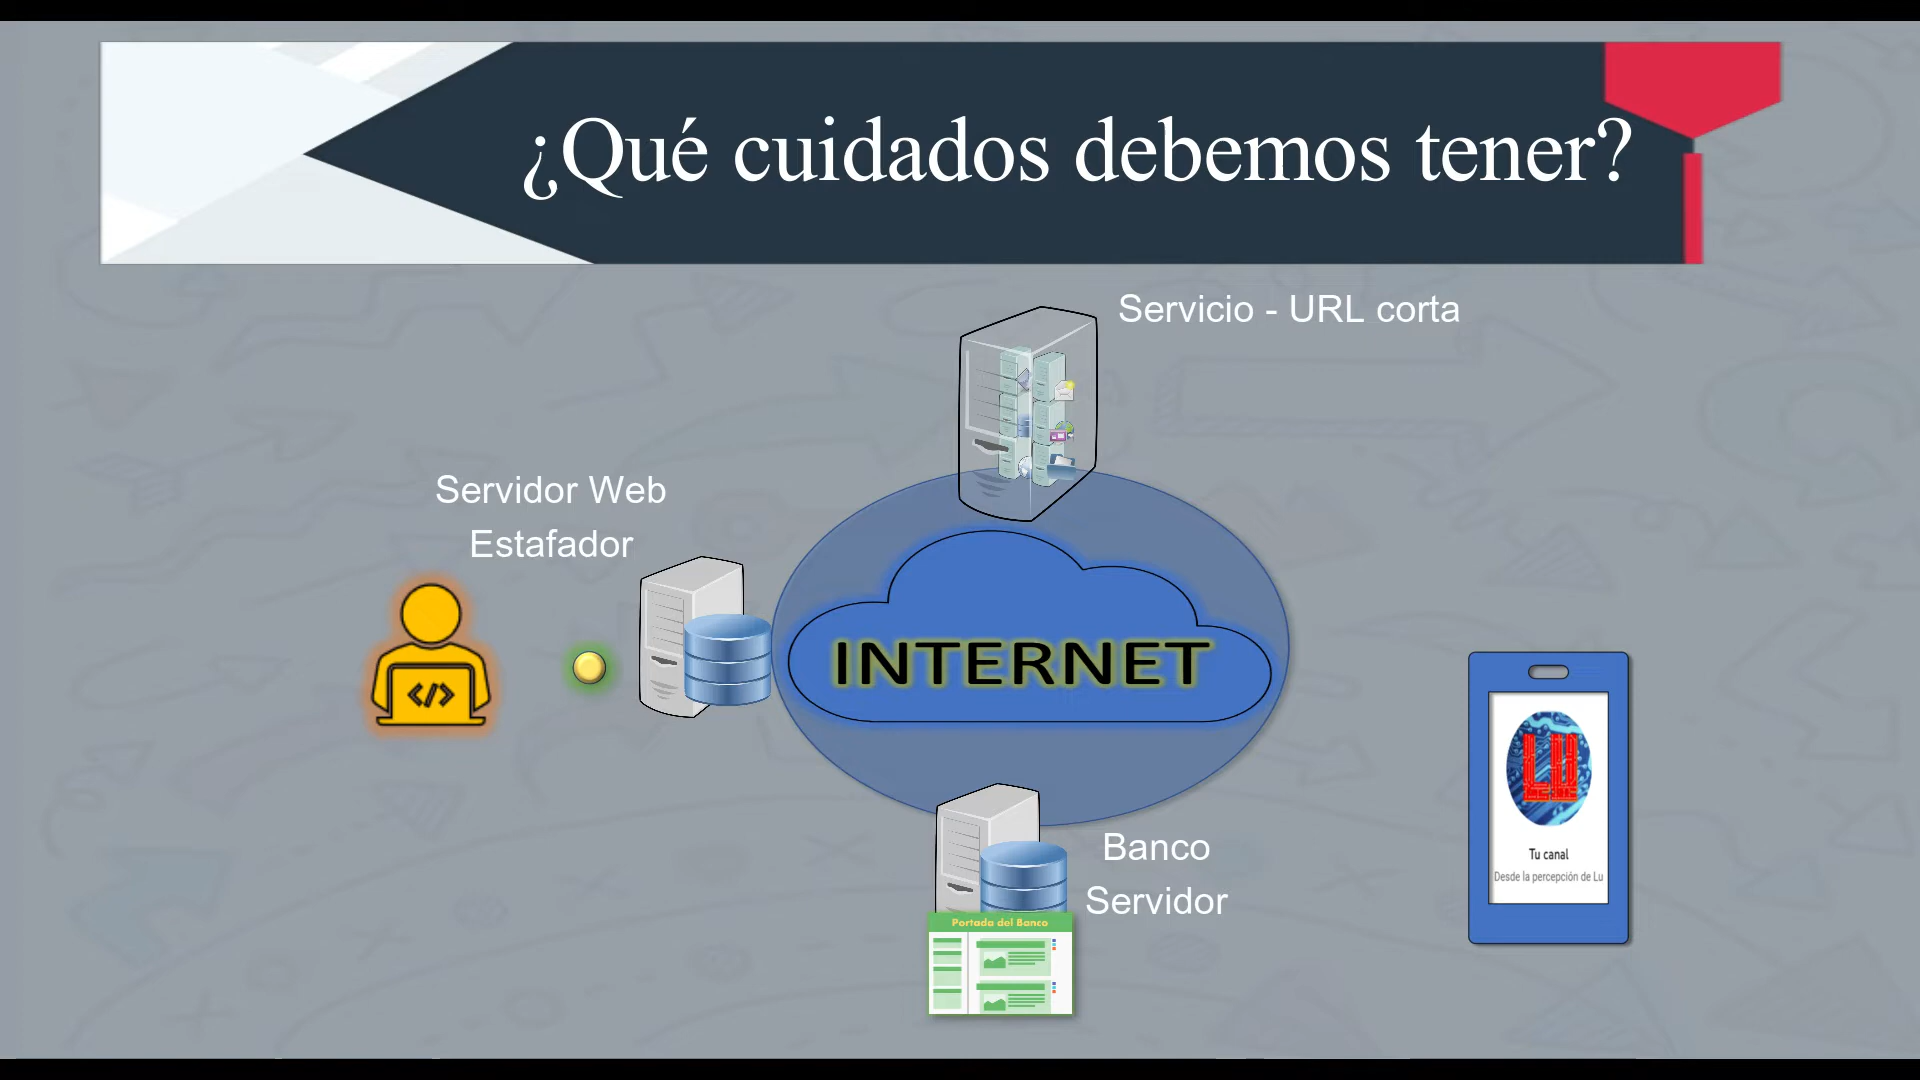 ¿Qué cuidados debemos tener?
Servicio - URL corta
Servidor Web
Estafador
</>
INTERNET
Banco
Servidor
Portada del Banco
LU
Tu canal
Desde la percepción de Lu